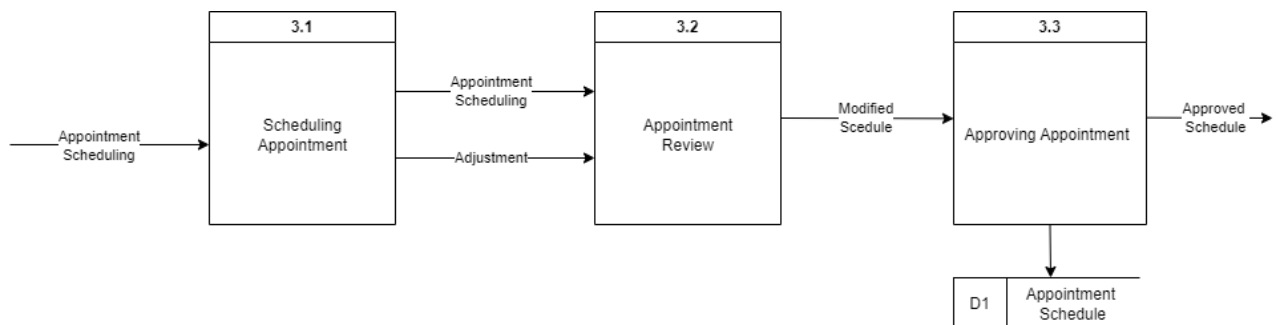 3.1
3.2
3.3
Appointment
Scheduling
Scheduling
Appointment
Appointment
Scheduling
Adjustment
Appointment
Review
Modified
Scedule
Approving Appointment
Approved
Schedule
D1
Appointment
Schedule